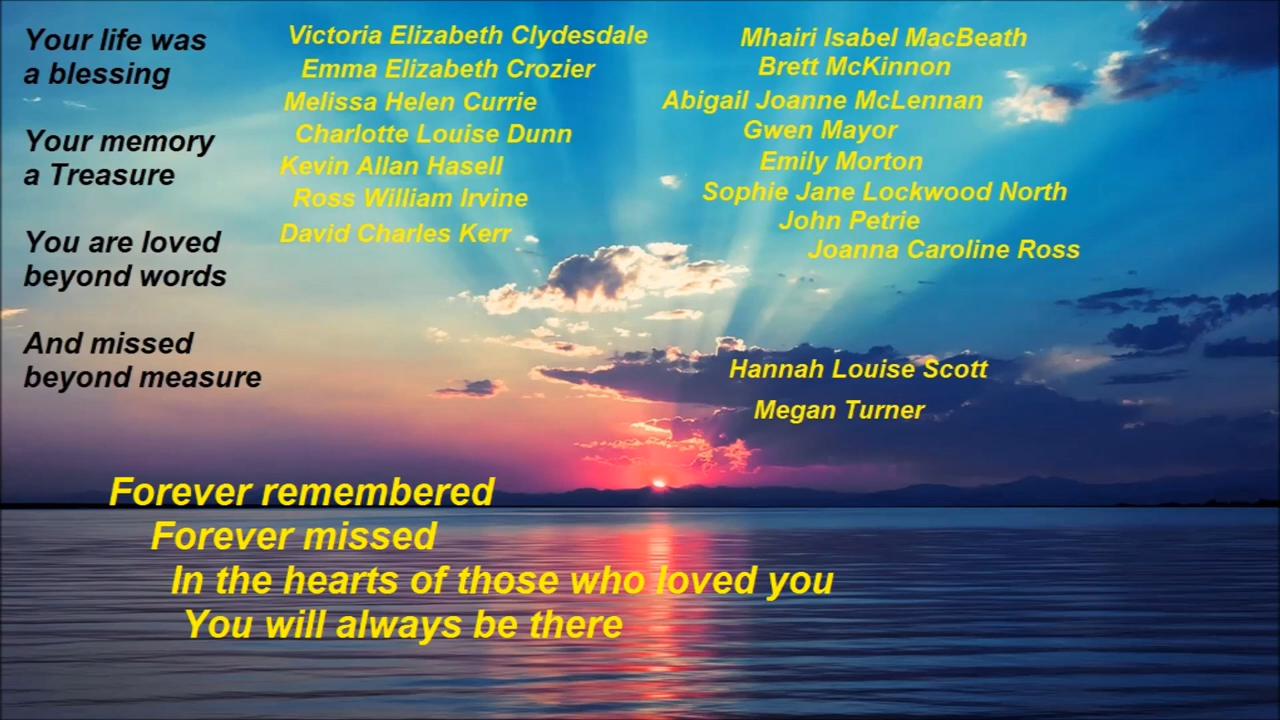 Your life was
a blessing
Your memory
a Treasure
You are loved
beyond words
And missed
beyond measure
Victoria Elizabeth Clydesdale
Emma Elizabeth Crozier
Melissa Helen Currie
Charlotte Louise Dunn
Kevin Allan Hasell
Ross William Irvine
David Charles Kerr
Mhairi Isabel MacBeath
Brett McKinnon
Abigail Joanne McLennan
Gwen Mayor
Emily Morton
Sophie Jane Lockwood North
John Petrie
Joanna Caroline Ross
Hannah Louise Scott
Megan Turner
Forever remembered
Forever missed
In the hearts of those who loved you
You will always be there